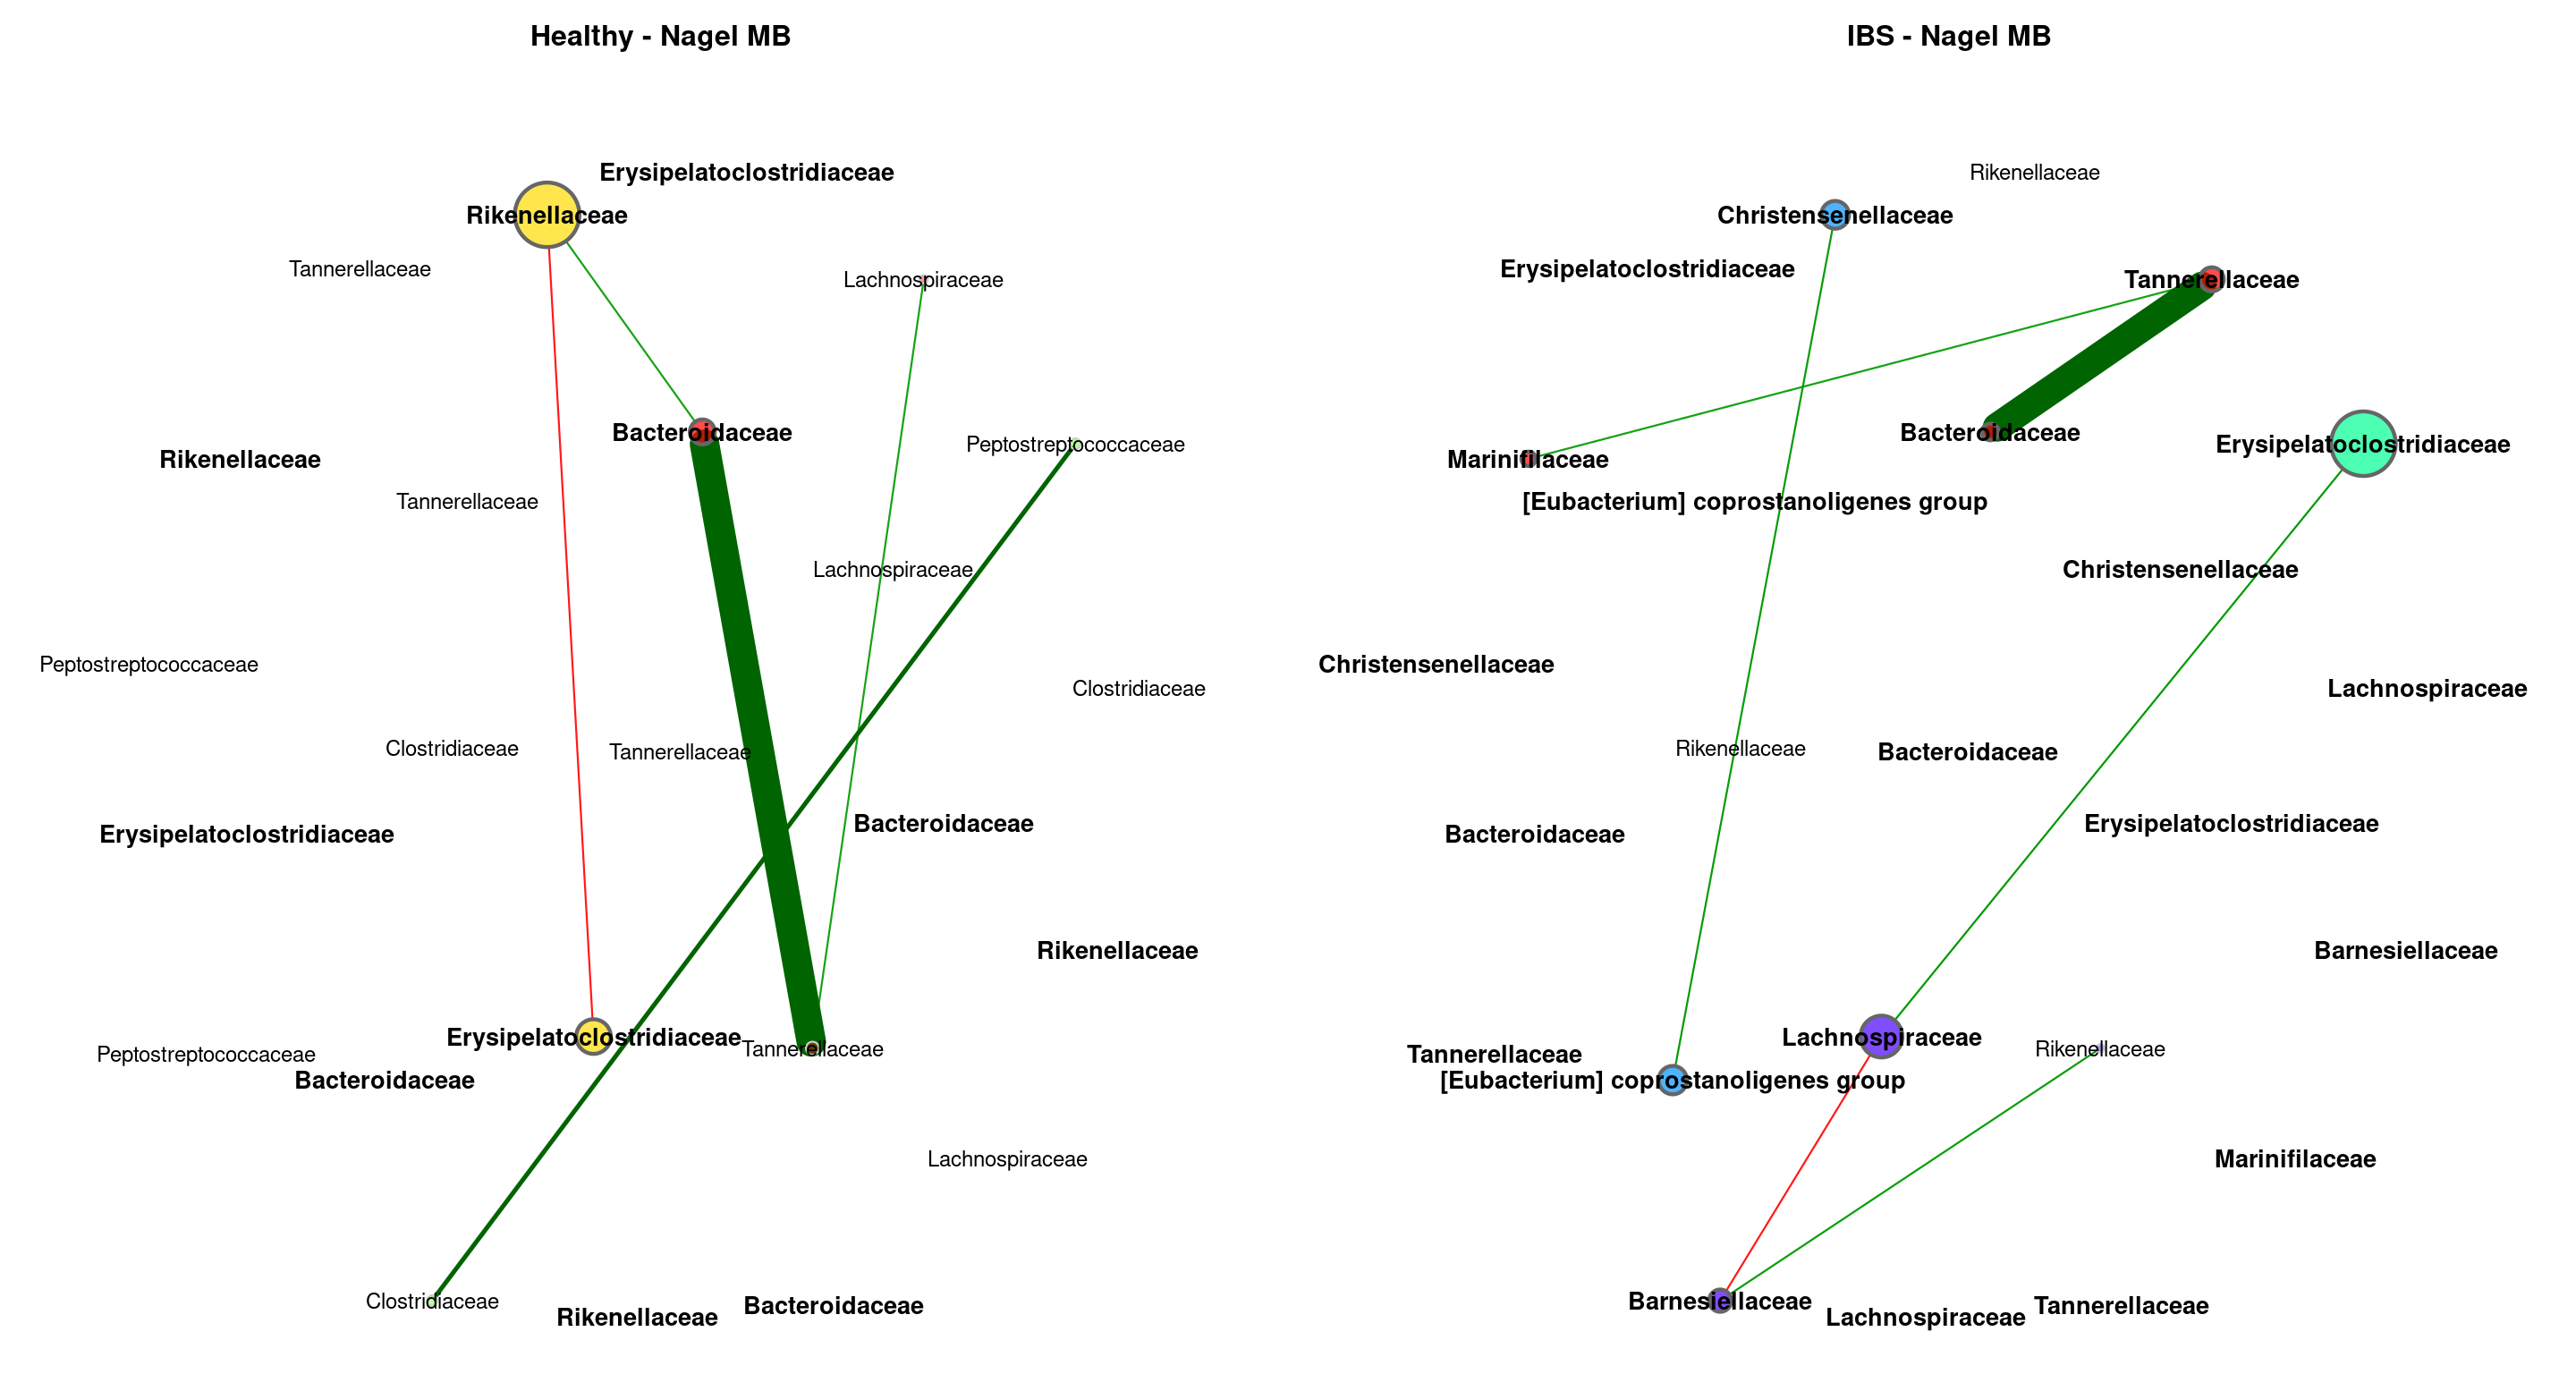 Healthy - Nagel MB
Erysipelatoclostridiaceae
Rikenellaceae
Tannerellaceae
Lachnospiraceae
Bacteroidaceae
Peptostreptococcaceae
Rikenellaceae
Tannerellaceae
Lachnospiraceae
Peptostreptococcaceae
Clostridiaceae
Clostridiaceae
Tannerellaceae
Bacteroidaceae
Erysipelatoclostridiaceae
Rikenellaceae
Erysipelatoclostridiaceae
Tannerellaceae
Peptostreptococcaceae
Bacteroidaceae
Lachnospiraceae
Clostridiaceae
Rikenellaceae
Bacteroidaceae
IBS - Nagel MB
Rikenellaceae
Christensenellaceae
Erysipelatoclostridiaceae
Tannerellaceae
Bacteroidaceae
Erysipelatoclostridiaceae
Marinifilaceae
[Eubacterium] coprostanoligenes group
Christensenellaceae
Christensenellaceae
Lachnospiraceae
Rikenellaceae
Bacteroidaceae
Erysipelatoclostridiaceae
Bacteroidaceae
Barnesiellaceae
Lachnospiraceae
Rikenellaceae
Tannerellaceae
[Eubacterium] coprostanoligenes group
Marinifilaceae
Barnesiellaceae
Lachnospiraceae
Tannerellaceae